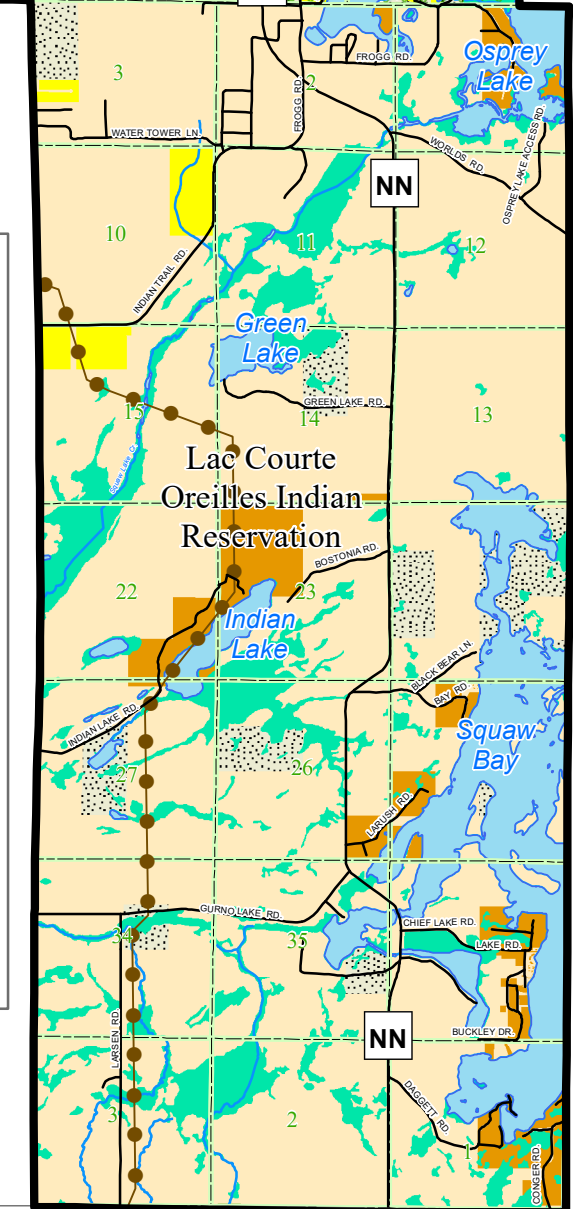 Osprey
Lake
FROGG RD.
3
2
FROGG RD.
WATER TOWER LN.
WORLDS RD.
OSPREY LAKE ACCESS RD.
NN
10
11
12
INDIAN TRAIL RD.
Green
Lake
GREEN LAKE RD.
15
14
13
Squaw Lake Cr.
Lac Courte
Oreilles Indian
Reservation
BOSTONIA RD.
22
23
Indian
Lake
BLACK BEAR LN.
BAY RD.
INDIAN LAKE RD.
Squaw
Bay
27
26
LARUSH RD.
GURNO LAKE RD.
CHIEF LAKE RD.
LAKE RD.
34
35
LARSEN RD.
NN
BUCKLEY DR.
DAGGETT RD.
3
2
1
CONGER RD.